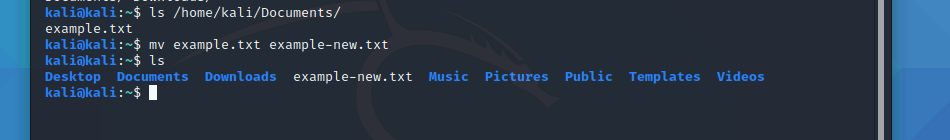 kali@kali:~$ ls /home/kali/Documents/
example.txt
kali@kali:~$ mv example.txt example-new.txt
kali@kali:~$ ls
Desktop  Documents  Downloads  example-new.txt  Music  Pictures  Public  Templates  Videos
kali@kali:~$